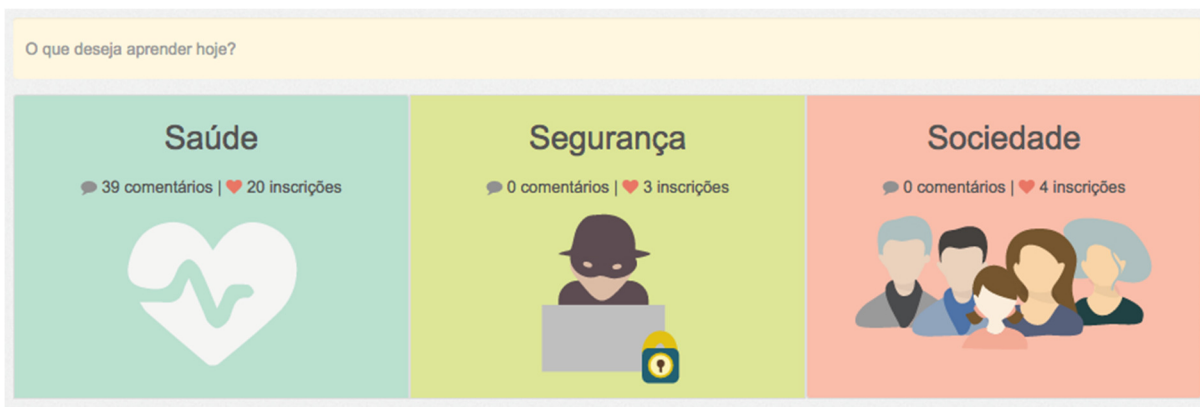 O que deseja aprender hoje?
Saúde
39 comentários | 20 inscrições
Segurança
0 comentários | 3 inscrições
Sociedade
0 comentários | 4 inscrições